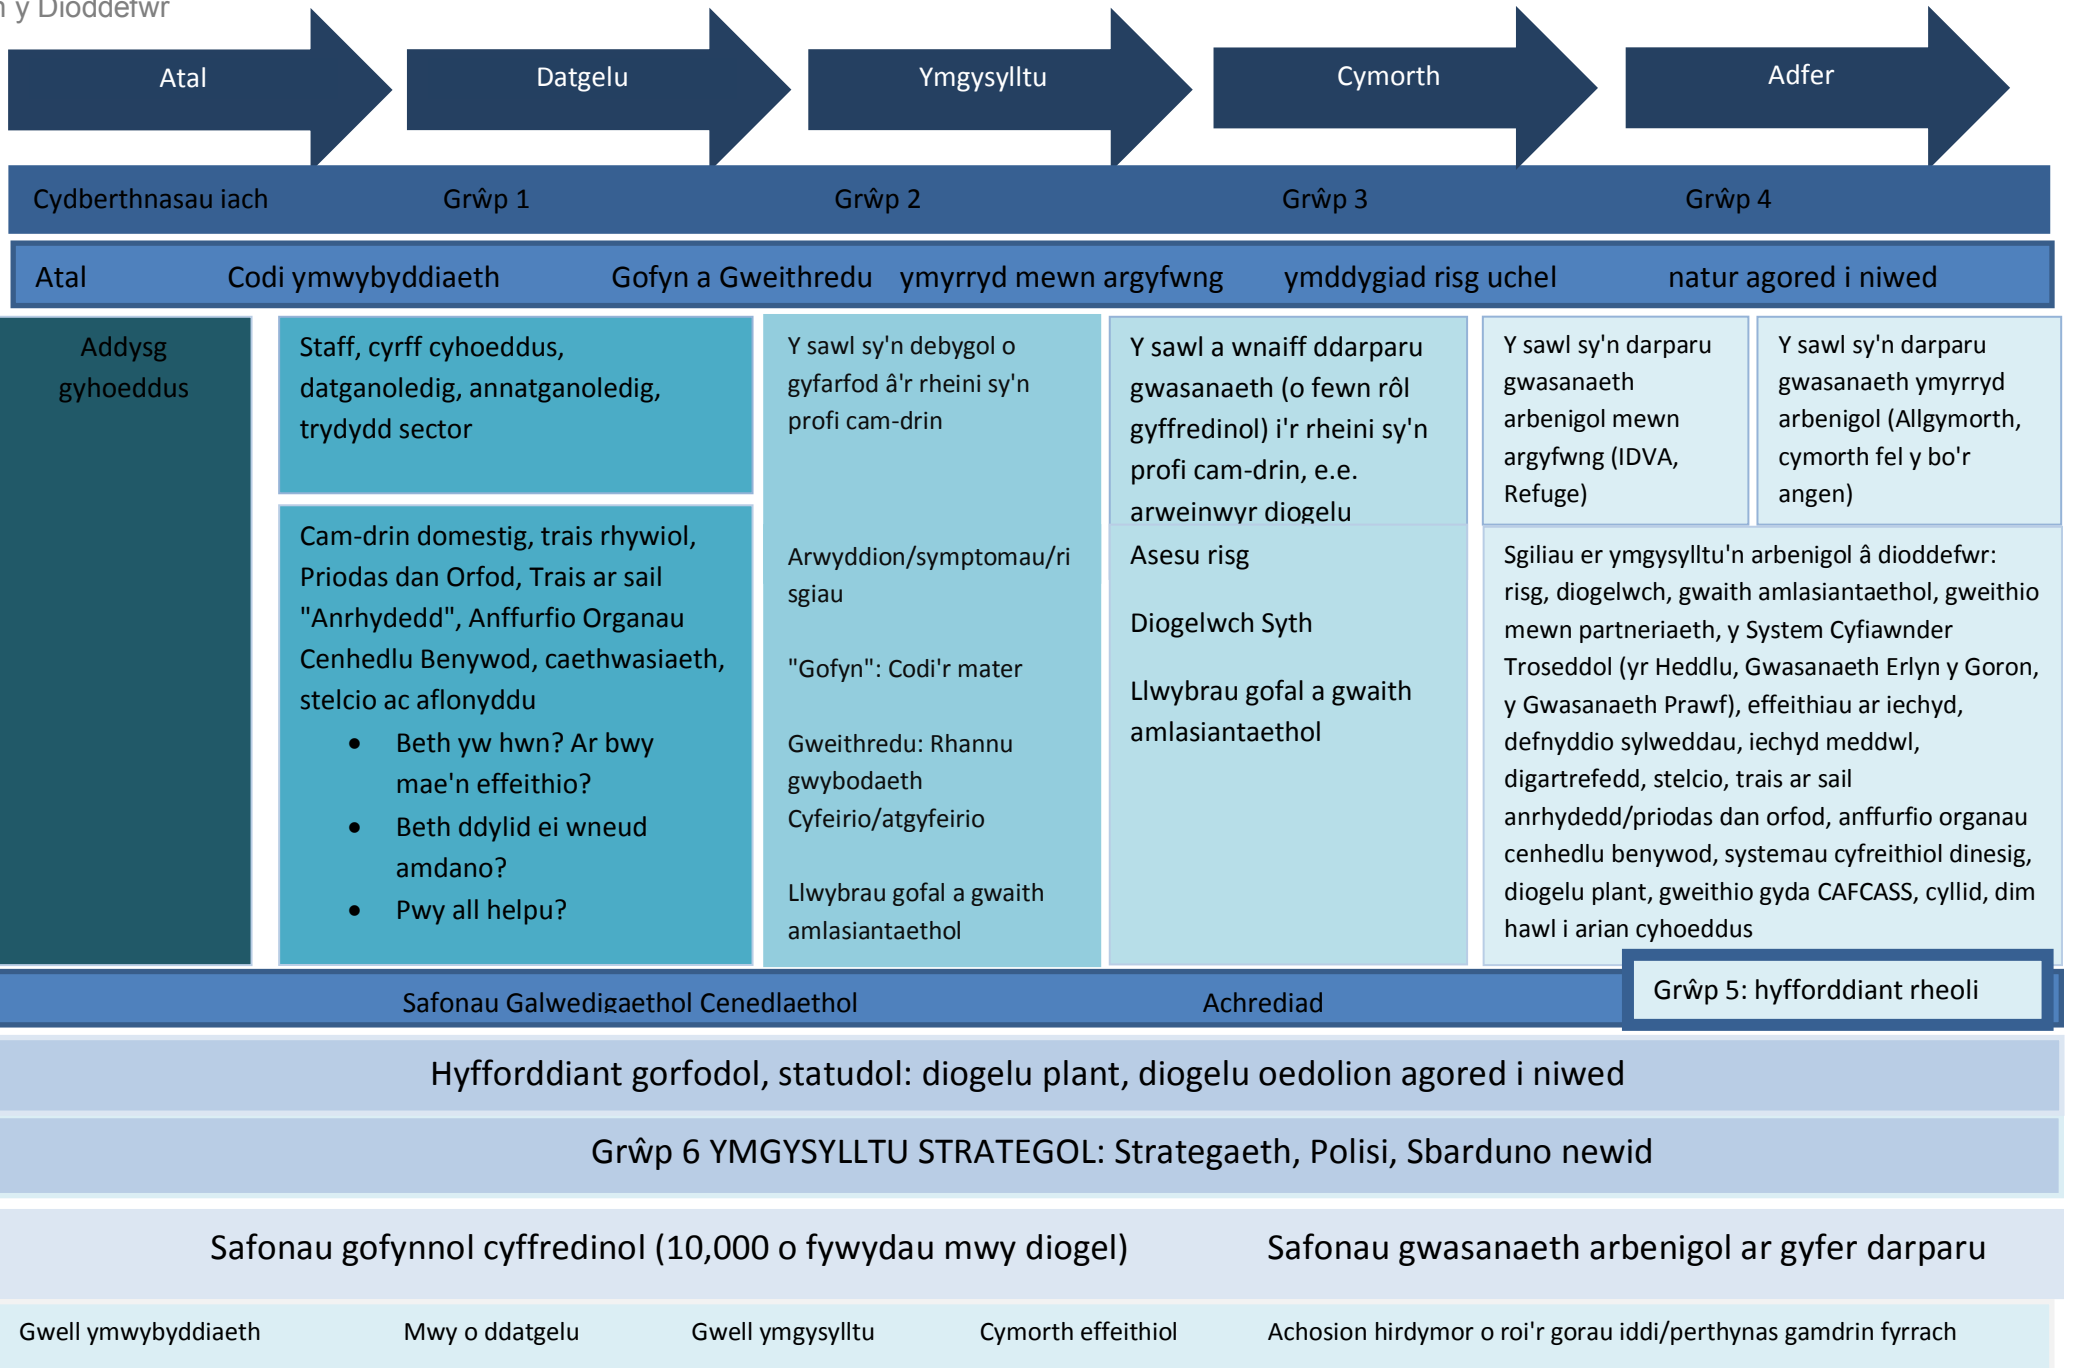 y Dioddefwr
Atal
Datgelu
Ymgysylltu
Cymorth
Adfer
Cydberthnasau iach
Grŵp 1
Grŵp 2
Grŵp 3
Grŵp 4
Atal
Codi ymwybyddiaeth
Gofyn a Gweithredu
ymyrryd mewn argyfwng
ymddygiad risg uchel
natur agored i niwed
Addysg
gyhoeddus
Staff, cyrff cyhoeddus,
datganoledig, annatganoledig,
trydydd sector
Cam-drin domestig, trais rhywiol,
Priodas dan Orfod, Trais ar sail
"Anrhydedd", Anffurfio Organau
Cenhedlu Benywod, caethwasiaeth,
stelcio ac aflonyddu
• Beth yw hwn? Ar bwy
mae'n effeithio?
• Beth ddylid ei wneud
amdano?
• Pwy all helpu?
Y sawl sy'n debygol o
gyfarfod â'r rheini sy'n
profi cam-drin
Arwyddion/symptomau/ri
sgiau
"Gofyn": Codi'r mater
Gweithredu: Rhannu
gwybodaeth
Cyfeirio/atgyfeirio
Llwybrau gofal a gwaith
amlasiantaethol
Y sawl a wnaiff ddarparu
gwasanaeth (o fewn rôl
gyffredinol) i'r rheini sy'n
profi cam-drin, e.e.
arweinwyr diogelu
Asesu risg
Diogelwch Syth
Llwybrau gofal a gwaith
amlasiantaethol
Y sawl sy'n darparu
gwasanaeth
arbenigol mewn
argyfwng (IDVA,
Refuge)
Y sawl sy'n darparu
gwasanaeth ymyrryd
arbenigol (Allgymorth,
cymorth fel y bo'r
angen)
Sgiliau er ymgysylltu'n arbenigol â dioddefwr:
risg, diogelwch, gwaith amlasiantaethol, gweithio
mewn partneriaeth, y System Cyfiawnder
Troseddol (yr Heddlu, Gwasanaeth Erlyn y Goron,
y Gwasanaeth Prawf), effeithiau ar iechyd,
defnyddio sylweddau, iechyd meddwl,
digartrefedd, stelcio, trais ar sail
anrhydedd/priodas dan orfod, anffurfio organau
cenhedlu benywod, systemau cyfreithiol dinesig,
diogelu plant, gweithio gyda CAFCASS, cyllid, dim
hawl i arian cyhoeddus
Safonau Galwedigaethol Cenedlaethol
Achrediad
Grŵp 5: hyfforddiant rheoli
Hyfforddiant gorfodol, statudol: diogelu plant, diogelu oedolion agored i niwed
Grŵp 6 YMGYSYLLTU STRATEGOL: Strategaeth, Polisi, Sbarduno newid
Safonau gofynnol cyffredinol (10,000 o fywydau mwy diogel)
Safonau gwasanaeth arbenigol ar gyfer darparu
Gwell ymwybyddiaeth
Mwy o ddatgelu
Gwell ymgysylltu
Cymorth effeithiol
Achosion hirdymor o roi'r gorau iddi/perthynas gamdrin fyrrach